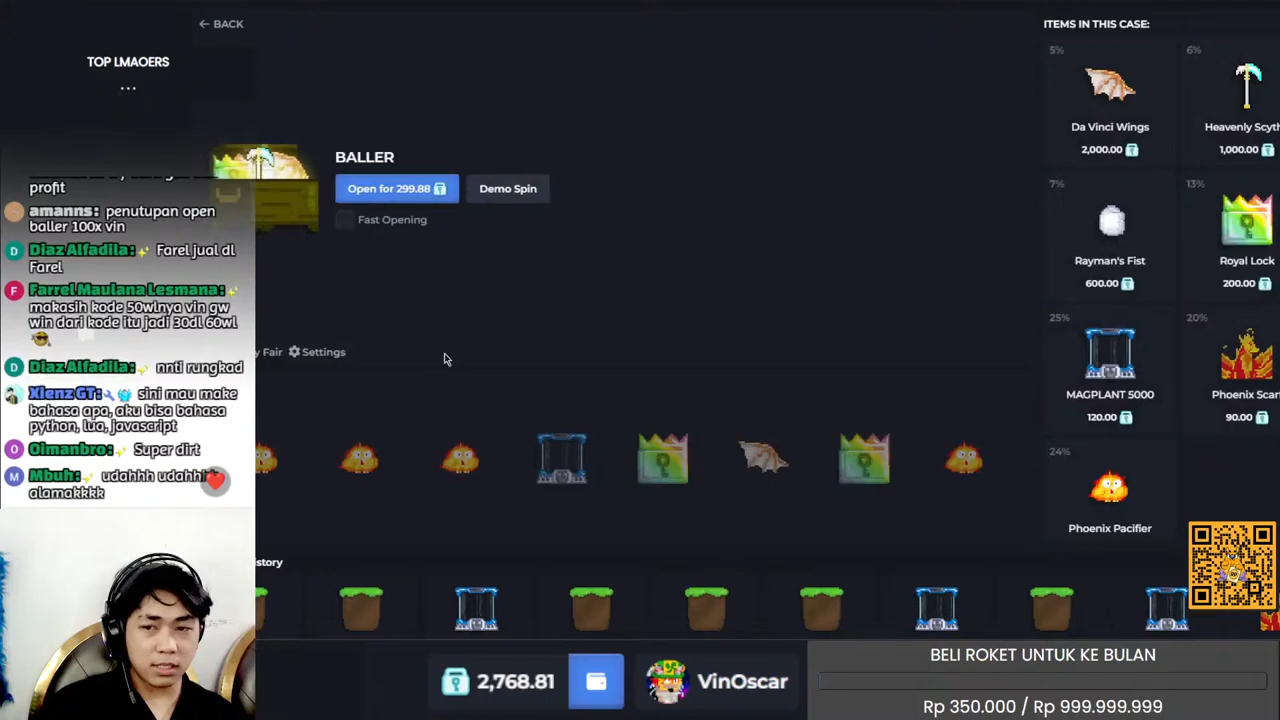 BACK
TOP LMAOERS
...
ITEMS IN THIS CASE:
5%
Da Vinci Wings
2,000.00
6%
Heavenly Scyth
1,000.00
7%
Rayman's Fist
600.00
13%
Royal Lock
200.00
25%
MAGPLANT 5000
120.00
20%
Phoenix Scar
90.00
24%
Phoenix Pacifier
BALLER
Open for 299.88
Demo Spin
Fast Opening
y Fair
Settings
profit
amanns: penutupan open
baller 100x vin
D Diaz Alfadila: Farel jual dl
Farel
F Farrel Maulana Lesmana:
makasih kode 50wlnya vin gw
win dari kode itu jadi 30dl 60wl
D Diaz Alfadila: nnti rungkad
Xienz GT: sini mau make
bahasa apa, aku bisa bahasa
python, lua, javascript
O Olmanbro: Super dirt
M Mbuh: udahhh udahhh
alamakkkk
istory
2,768.81
VinOscar
BELI ROKET UNTUK KE BULAN
Rp 350.000 / Rp 999.999.999